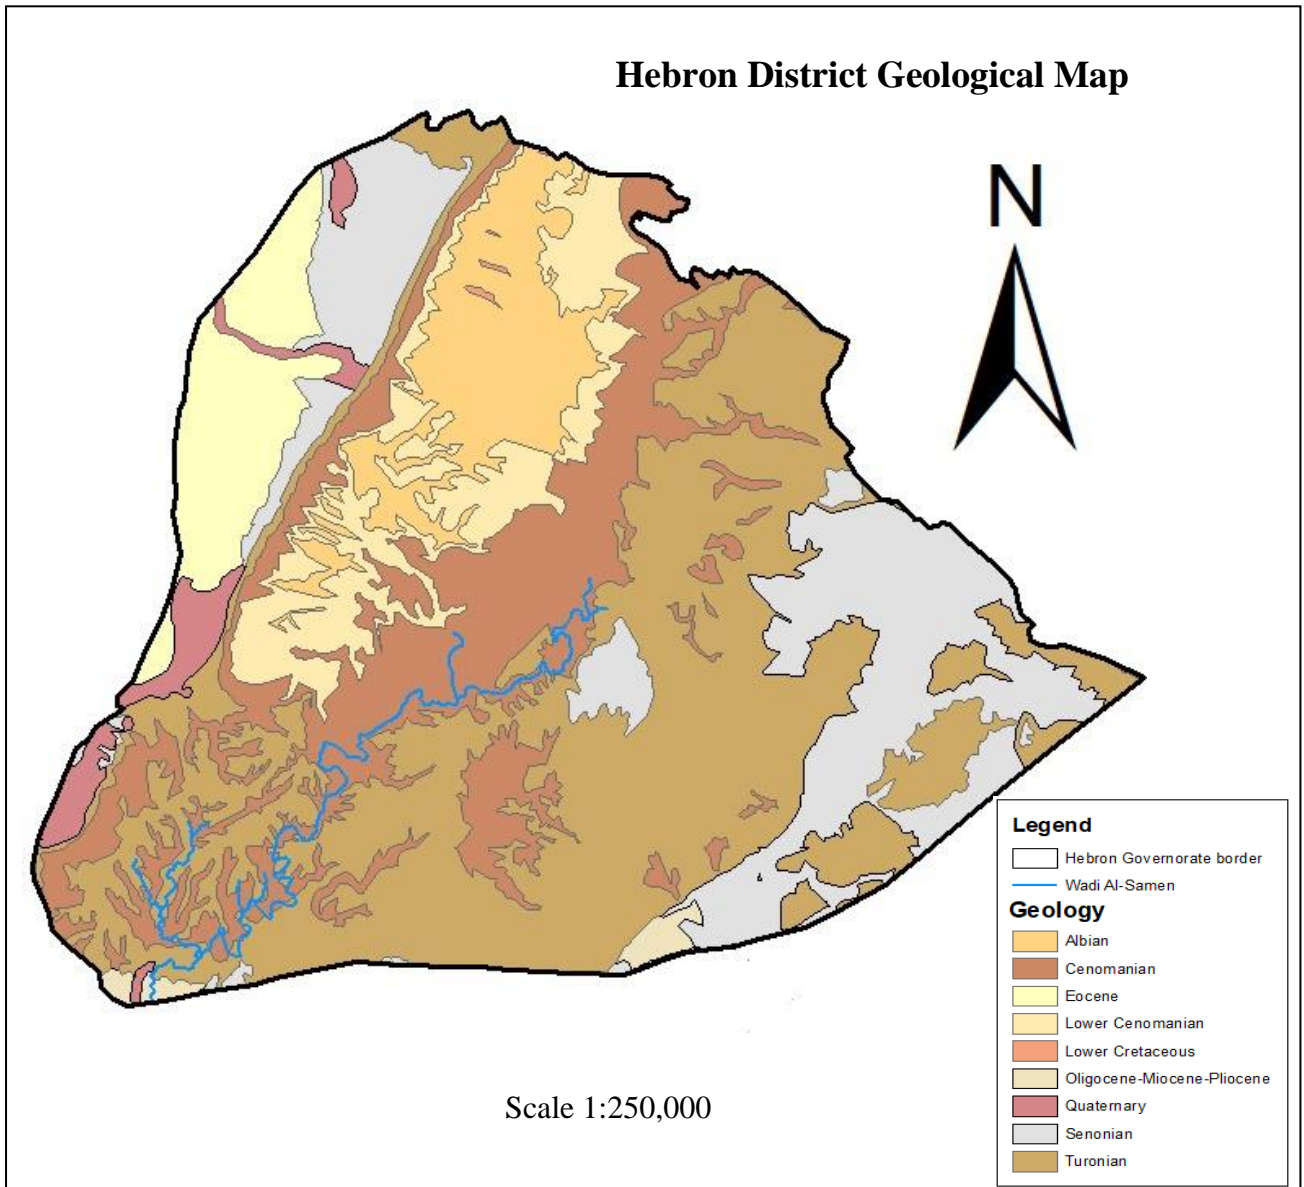 Hebron District Geological Map
N
Legend
Hebron Governorate border
Wadi Al-Samen
Geology
Albian
Cenomanian
Eocene
Lower Cenomanian
Lower Cretaceous
Oligocene-Miocene-Pliocene
Quaternary
Senonian
Turonian
Scale 1:250,000